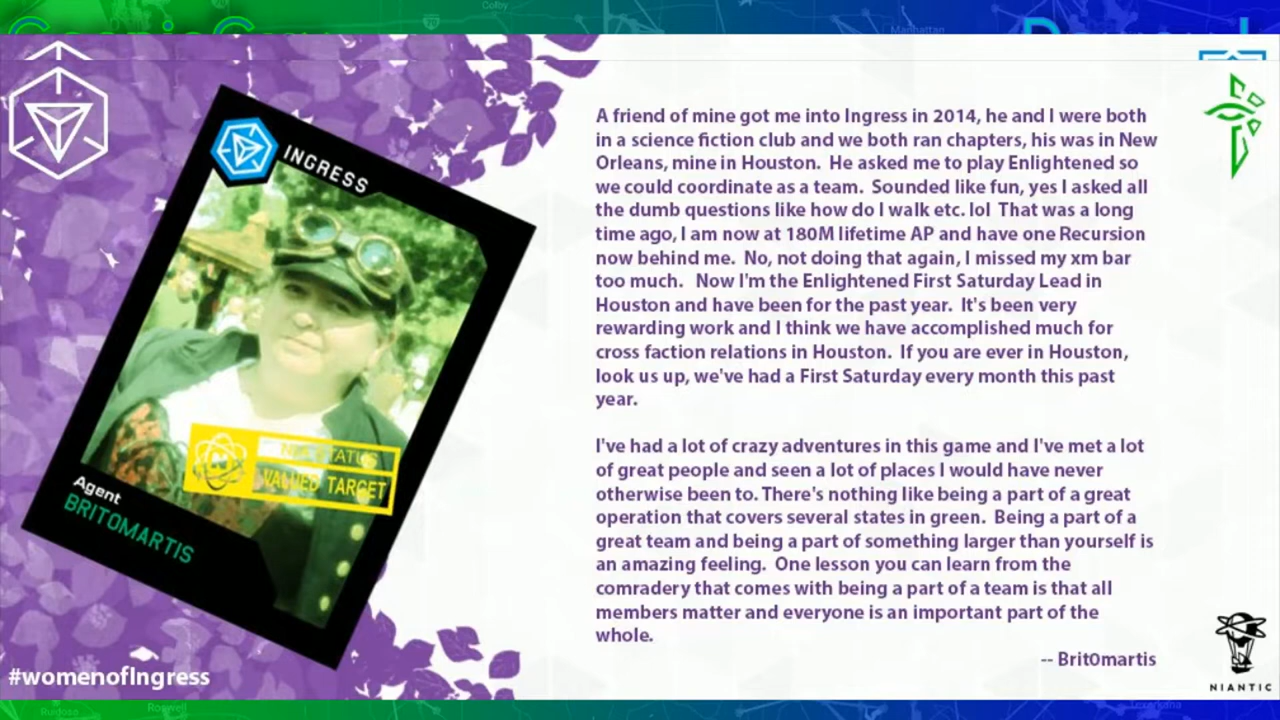 Colby
70
Manhattan
INGRESS
NIA STATUS
VALUED TARGET
Agent
BRIT0MARTIS
#womenofIngress
A friend of mine got me into Ingress in 2014, he and I were both
in a science fiction club and we both ran chapters, his was in New
Orleans, mine in Houston.  He asked me to play Enlightened so
we could coordinate as a team.  Sounded like fun, yes I asked all
the dumb questions like how do I walk etc. lol  That was a long
time ago, I am now at 180M lifetime AP and have one Recursion
now behind me.  No, not doing that again, I missed my xm bar
too much.   Now I'm the Enlightened First Saturday Lead in
Houston and have been for the past year.  It's been very
rewarding work and I think we have accomplished much for
cross faction relations in Houston.  If you are ever in Houston,
look us up, we've had a First Saturday every month this past
year.
I've had a lot of crazy adventures in this game and I've met a lot
of great people and seen a lot of places I would have never
otherwise been to. There's nothing like being a part of a great
operation that covers several states in green.  Being a part of a
great team and being a part of something larger than yourself is
an amazing feeling.  One lesson you can learn from the
comradery that comes with being a part of a team is that all
members matter and everyone is an important part of the
whole.
-- Brit0martis
NIANTIC
Ruidoso
Roswell
Texarkana